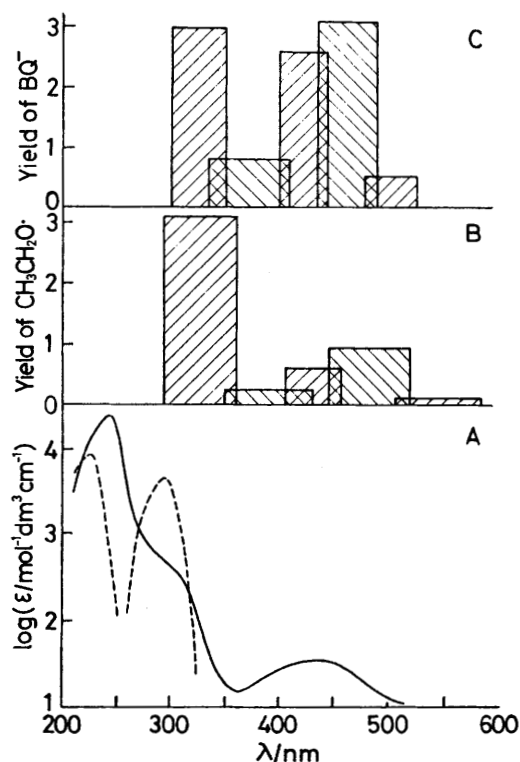 C
Yield of BQ⁻
3
2
1
0
B
Yield of CH₃CH₂O·
3
2
1
0
A
log(ε/mol⁻¹dm³cm⁻¹)
4
3
2
1
200 300 400 500 600
λ/nm